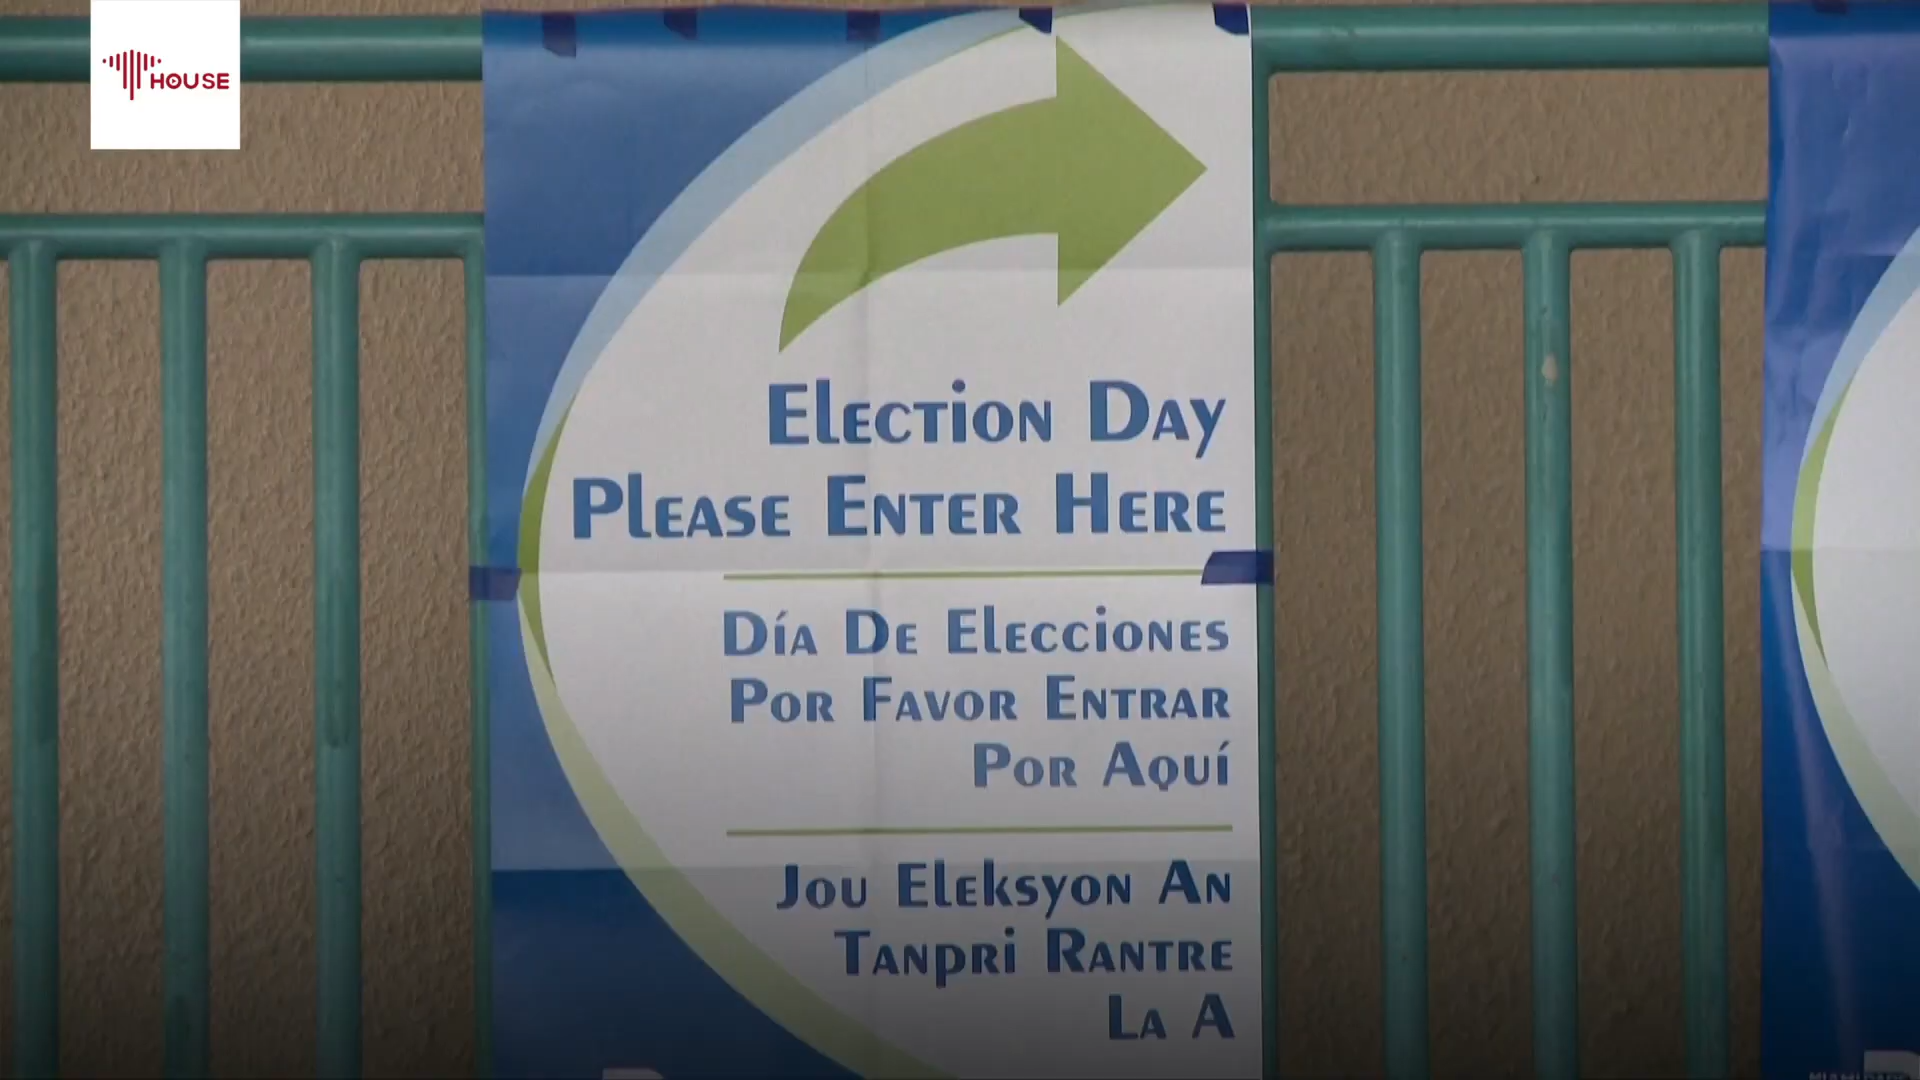 HOUSE
Election Day
Please Enter Here
Día De Elecciones
Por Favor Entrar
Por Aquí
Jou Eleksyon An
Tanpri Rantre
La A